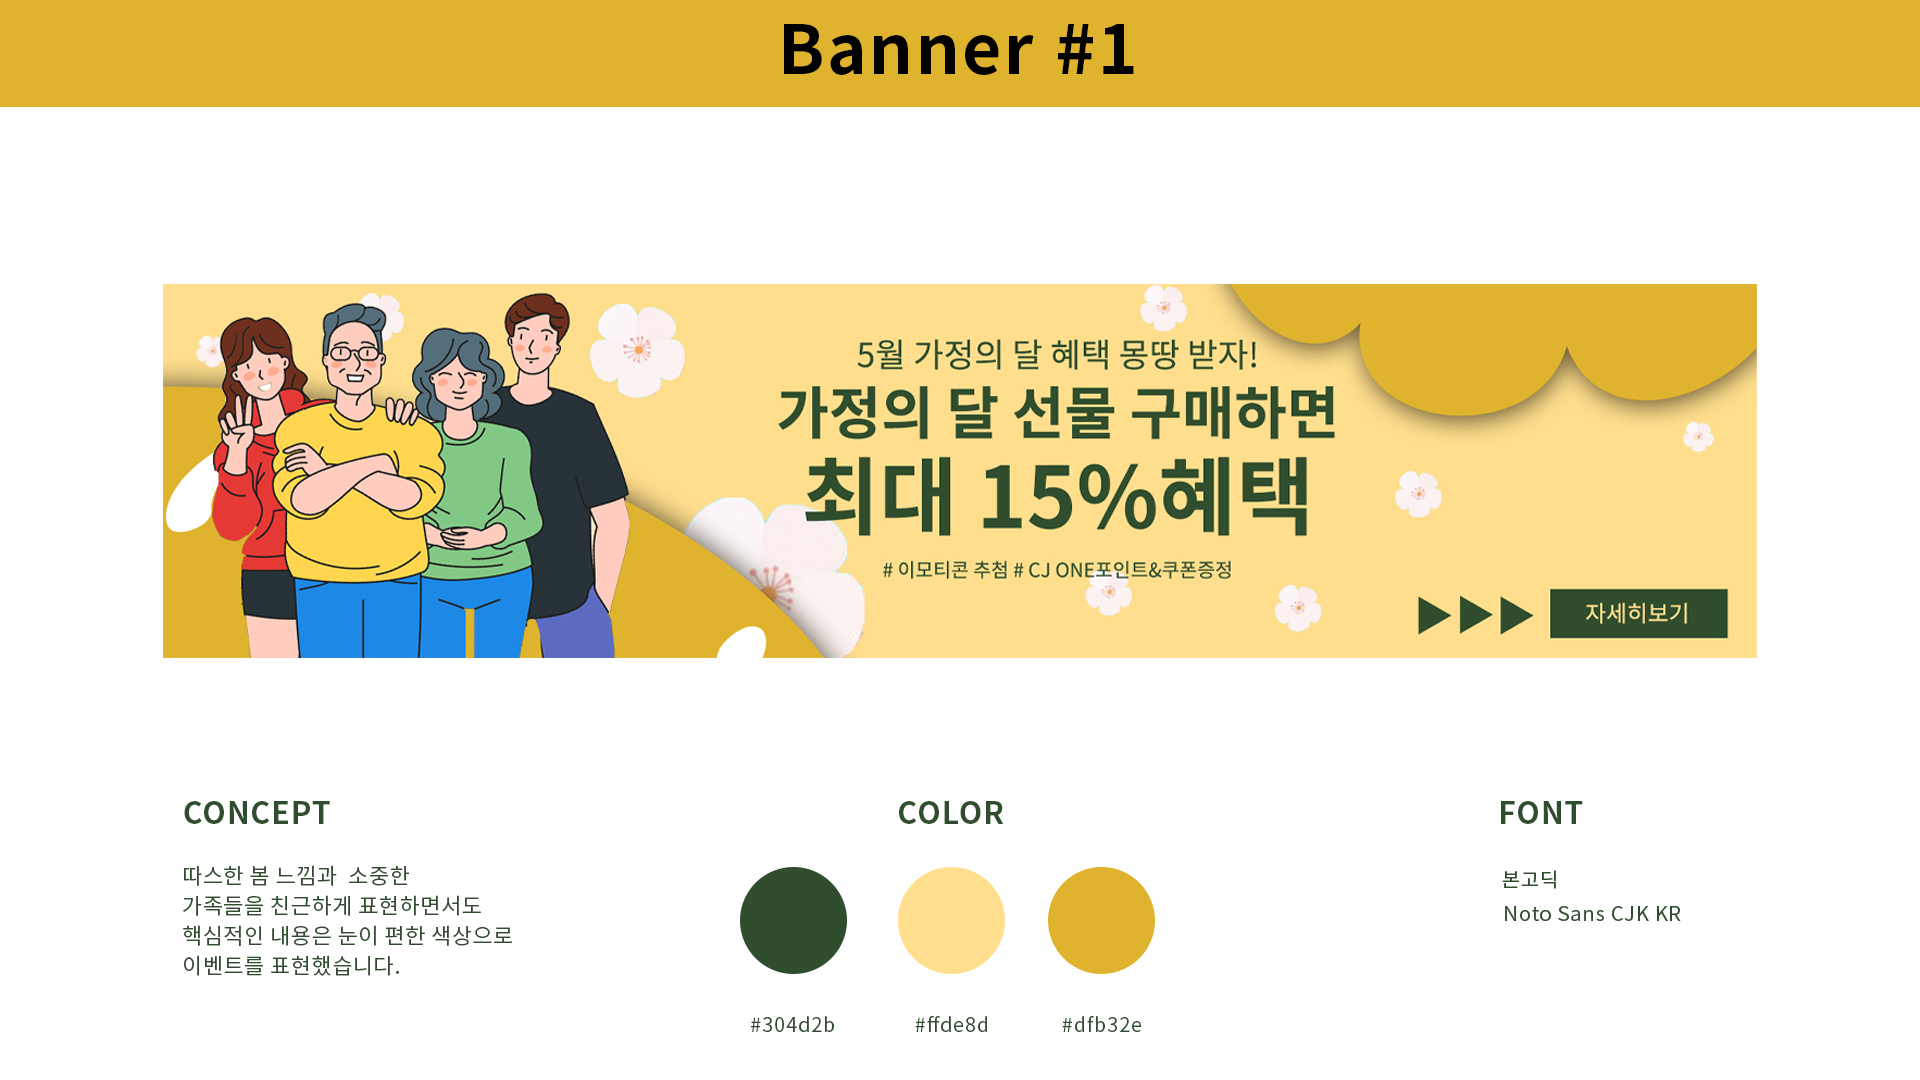 Banner #1
5월 가정의 달 혜택 몽땅 받자!
가정의 달 선물 구매하면
최대 15%혜택
# 이모티콘 추첨 # CJ ONE포인트&쿠폰증정
자세히보기
CONCEPT
따스한 봄 느낌과 소중한
가족들을 친근하게 표현하면서도
핵심적인 내용은 눈이 편한 색상으로
이벤트를 표현했습니다.
COLOR
#304d2b
#ffde8d
#dfb32e
FONT
본고딕
Noto Sans CJK KR